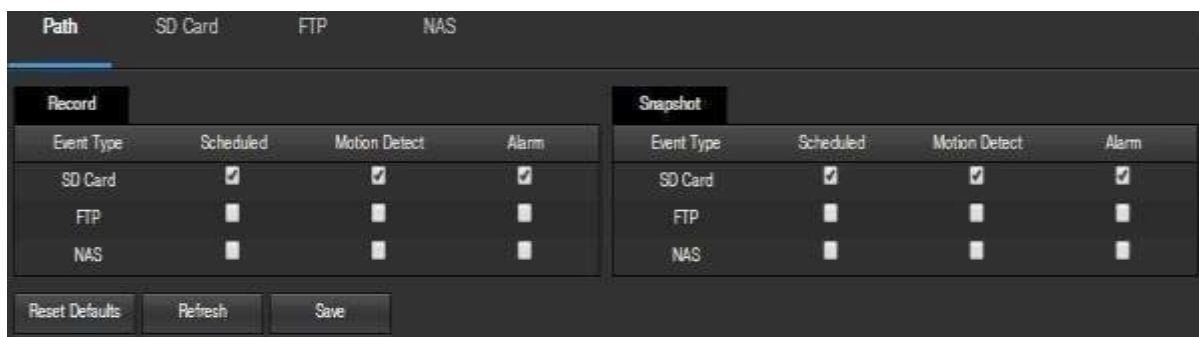 Path SD Card FTP NAS
Record
Event Type Scheduled Motion Detect Alarm
SD Card
FTP
NAS
Snapshot
Event Type Scheduled Motion Detect Alarm
SD Card
FTP
NAS
Reset Defaults Refresh Save